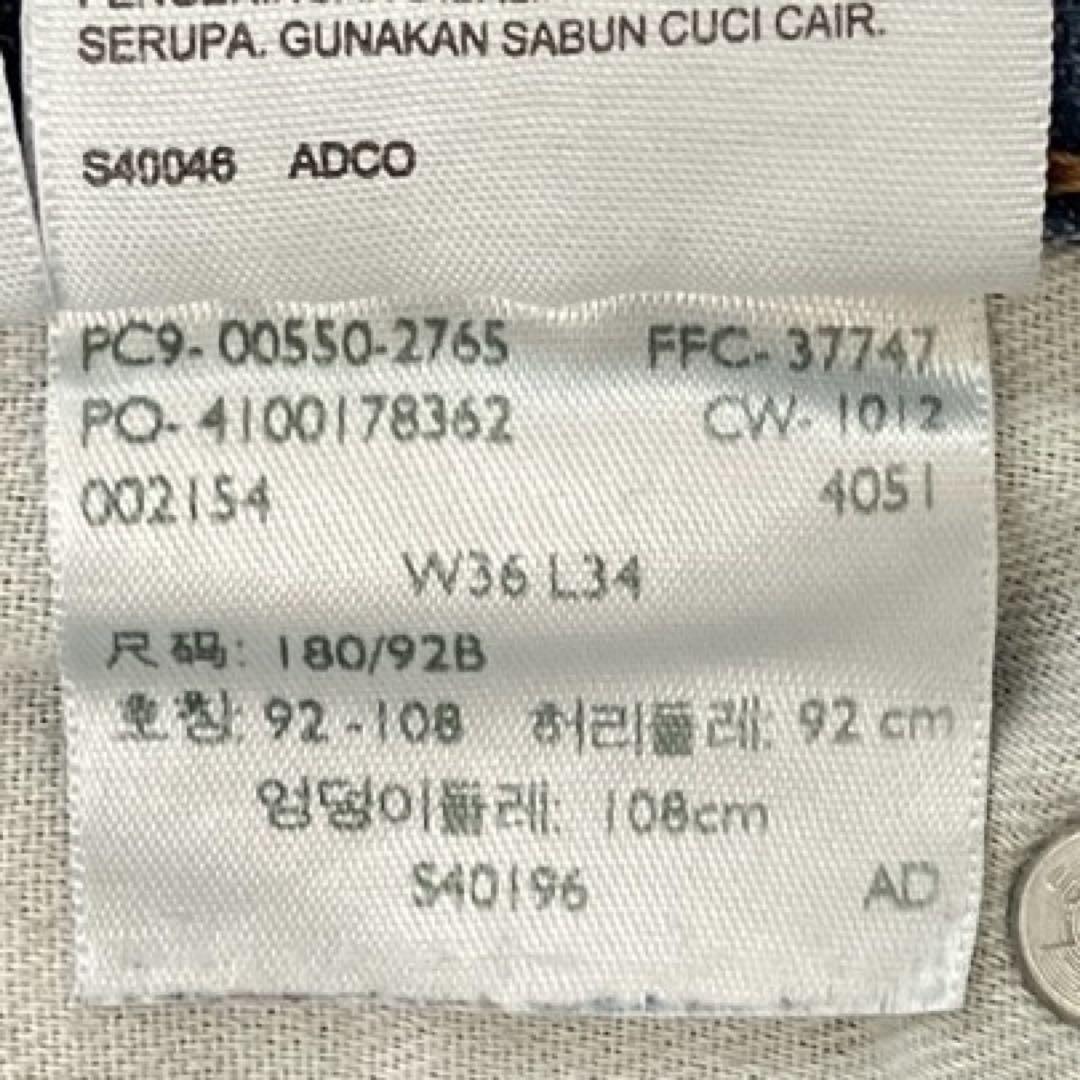 SERUPA. GUNAKAN SABUN CUCI CAIR.
S40046 ADCO
PC9- 00550-2765 FFC- 37747
PO- 4100178362 CW- 1012
002154 4051
W36 L34
尺码: 180/92B
호칭: 92 -108 허리둘레: 92 cm
엉덩이둘레: 108cm
S40196 AD